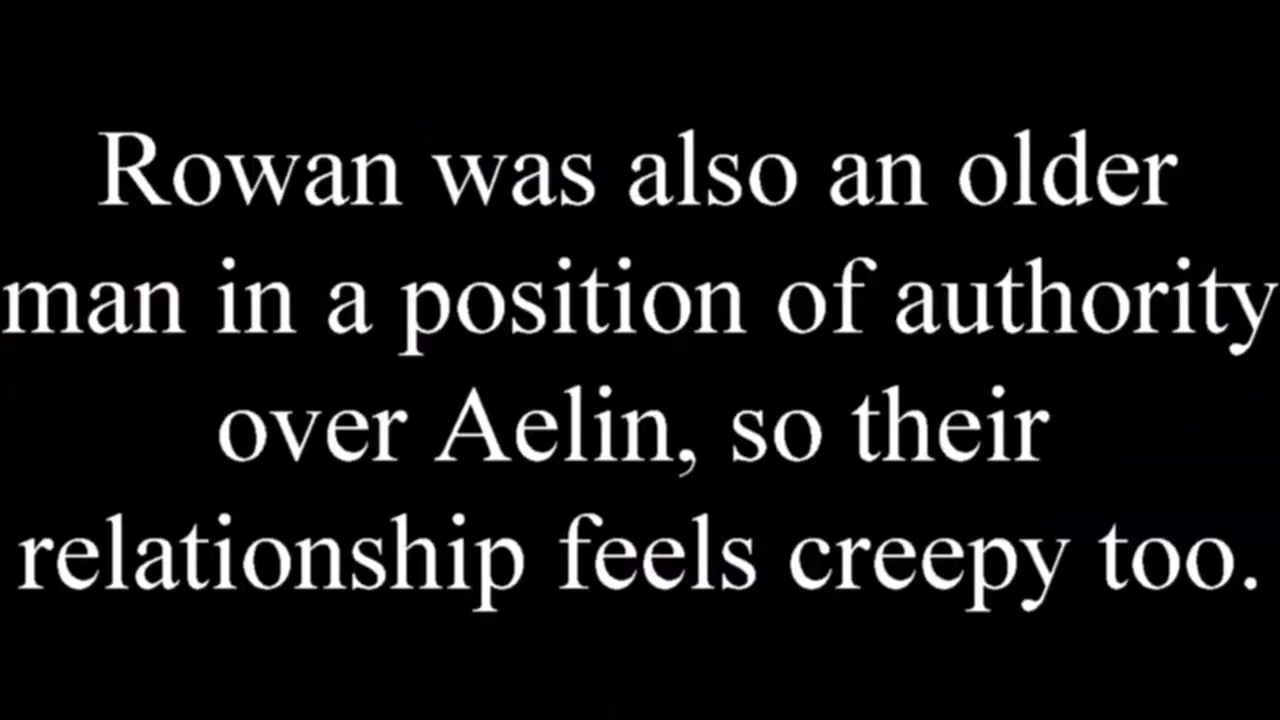 Rowan was also an older
man in a position of authority
over Aelin, so their
relationship feels creepy too.